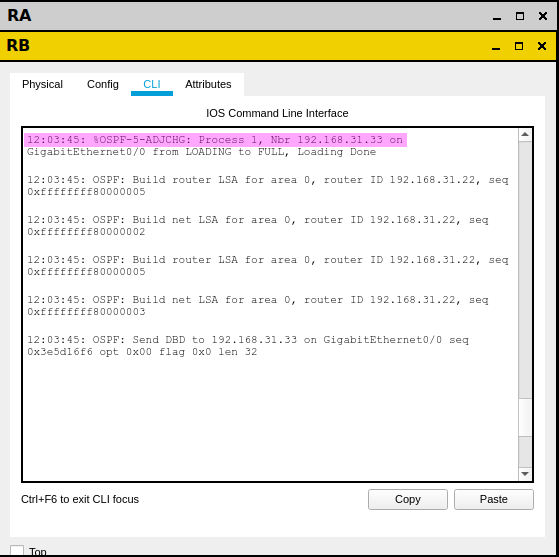 RA
RB
Physical Config CLI Attributes
IOS Command Line Interface
12:03:45: %OSPF-5-ADJCHG: Process 1, Nbr 192.168.31.33 on
GigabitEthernet0/0 from LOADING to FULL, Loading Done
12:03:45: OSPF: Build router LSA for area 0, router ID 192.168.31.22, seq
0xffffffff80000005
12:03:45: OSPF: Build net LSA for area 0, router ID 192.168.31.22, seq
0xffffffff80000002
12:03:45: OSPF: Build router LSA for area 0, router ID 192.168.31.22, seq
0xffffffff80000005
12:03:45: OSPF: Build net LSA for area 0, router ID 192.168.31.22, seq
0xffffffff80000003
12:03:45: OSPF: Send DBD to 192.168.31.33 on GigabitEthernet0/0 seq
0x3e5d16f6 opt 0x00 flag 0x0 len 32
Ctrl+F6 to exit CLI focus
Copy Paste
Top